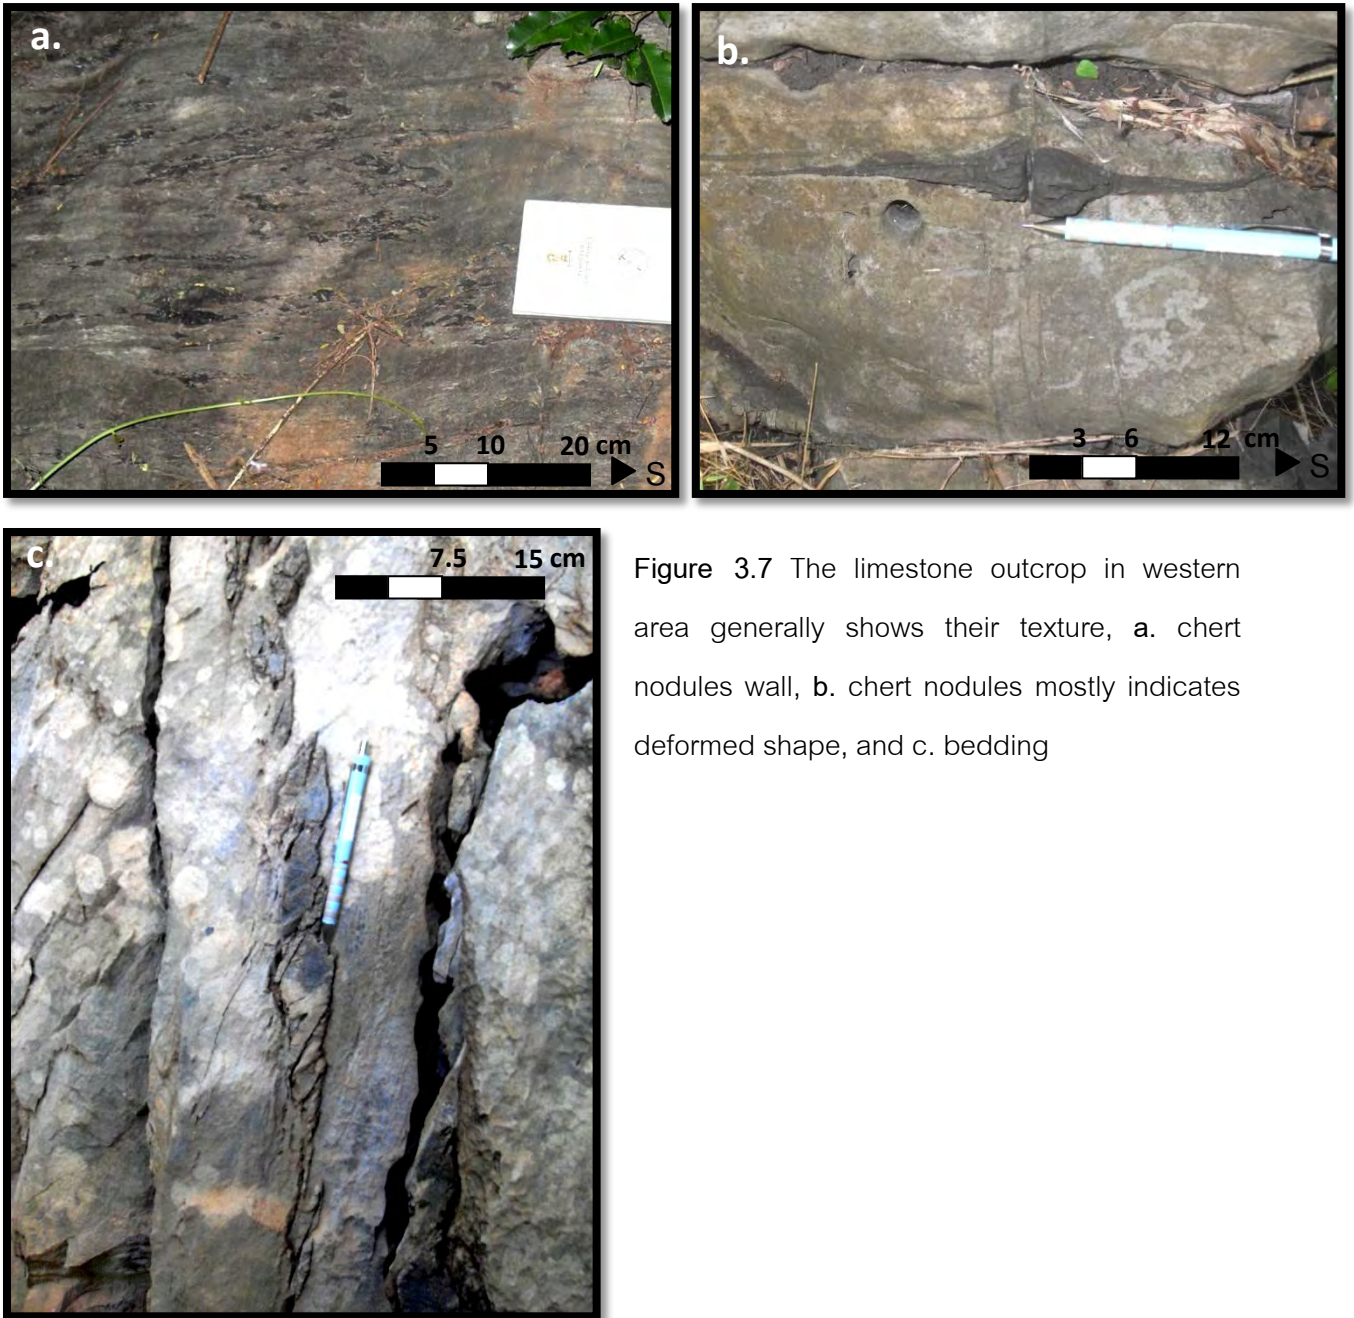 a.
5 10 20 cm
S
b.
3 6 12 cm
S
c.
7.5 15 cm
Figure 3.7 The limestone outcrop in western
area generally shows their texture, a. chert
nodules wall, b. chert nodules mostly indicates
deformed shape, and c. bedding